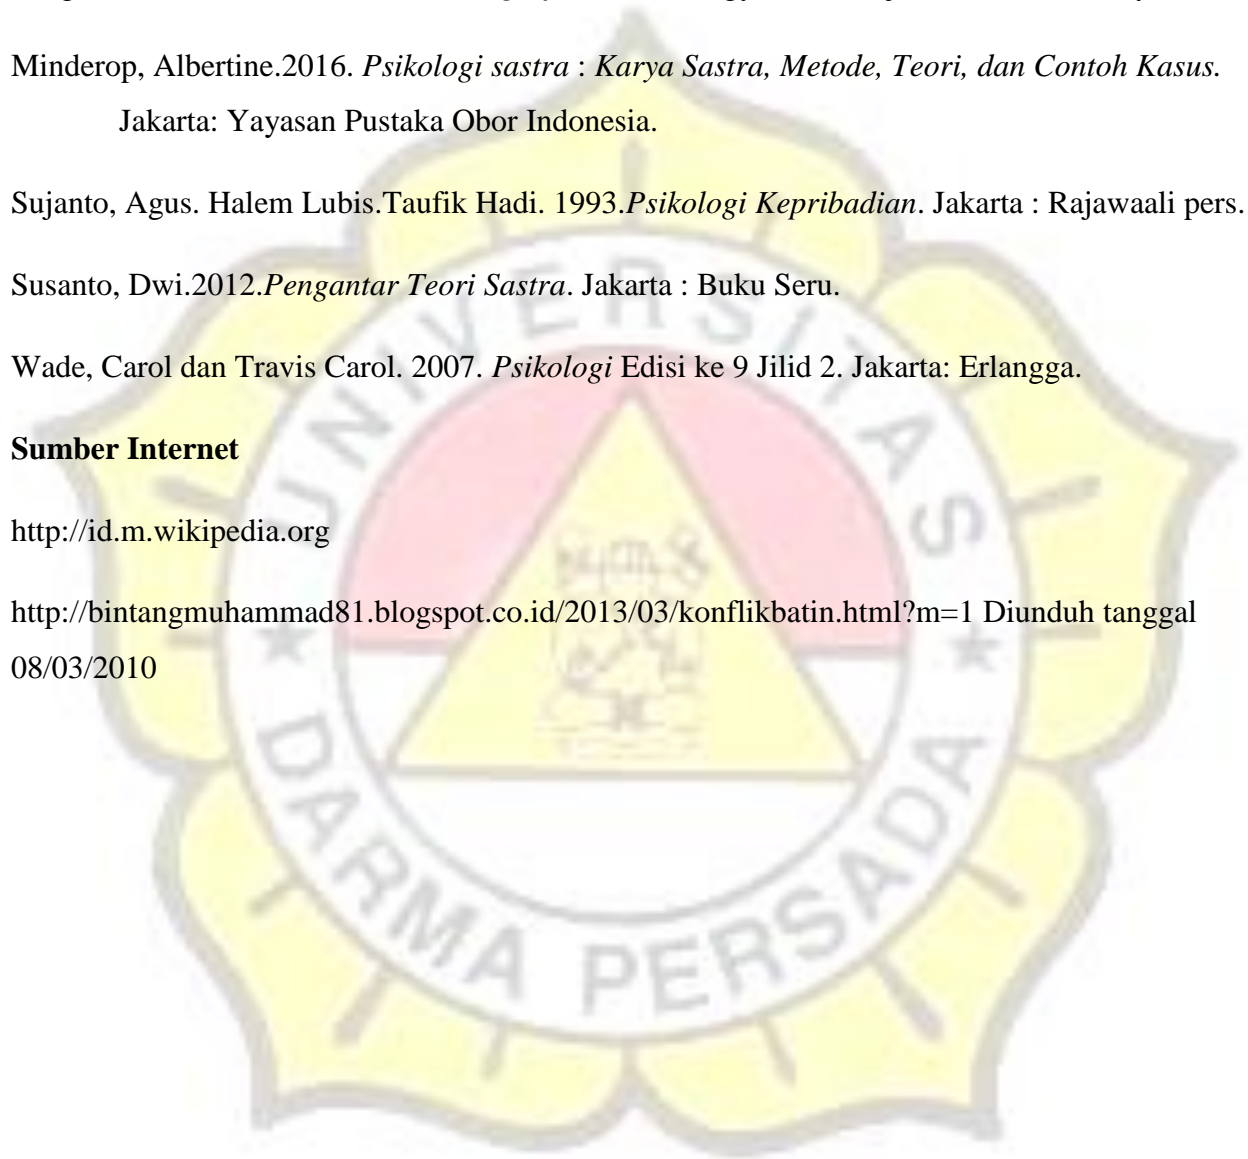 Minderop, Albertine.2016. Psikologi sastra : Karya Sastra, Metode, Teori, dan Contoh Kasus.
Jakarta: Yayasan Pustaka Obor Indonesia.
Sujanto, Agus. Halem Lubis.Taufik Hadi. 1993.Psikologi Kepribadian. Jakarta : Rajawaali pers.
Susanto, Dwi.2012.Pengantar Teori Sastra. Jakarta : Buku Seru.
Wade, Carol dan Travis Carol. 2007. Psikologi Edisi ke 9 Jilid 2. Jakarta: Erlangga.
Sumber Internet
http://id.m.wikipedia.org
http://bintangmuhammad81.blogspot.co.id/2013/03/konflikbatin.html?m=1 Diunduh tanggal
08/03/2010
UNIVERSITAS
DARMA PERSADA